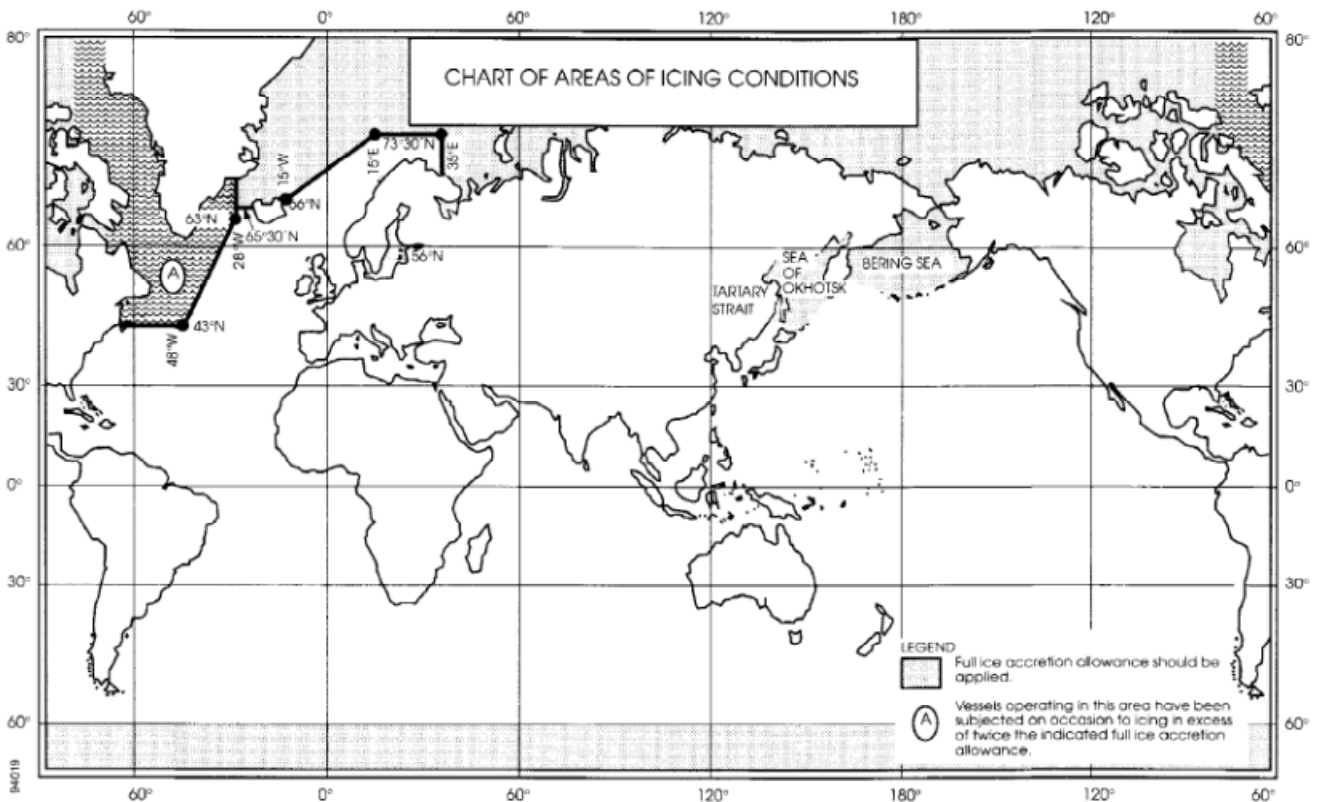 60° 0° 60° 120° 180° 120° 60°
80° 80°
CHART OF AREAS OF ICING CONDITIONS
15°W
15°E
73°30´N
35°E
66°N
63°N
65°30´N
28°W
60° 60°
56°N
A
SEA
OF
OKHOTSK
BERING SEA
TARTARY
STRAIT
43°N
48°W
30° 30°
0° 0°
30° 30°
LEGEND
Full ice accretion allowance should be
applied.
A
Vessels operating in this area have been
subjected on occasion to icing in excess
of twice the indicated full ice accretion
allowance.
60° 60°
94019
60° 0° 60° 120° 180° 120° 60°